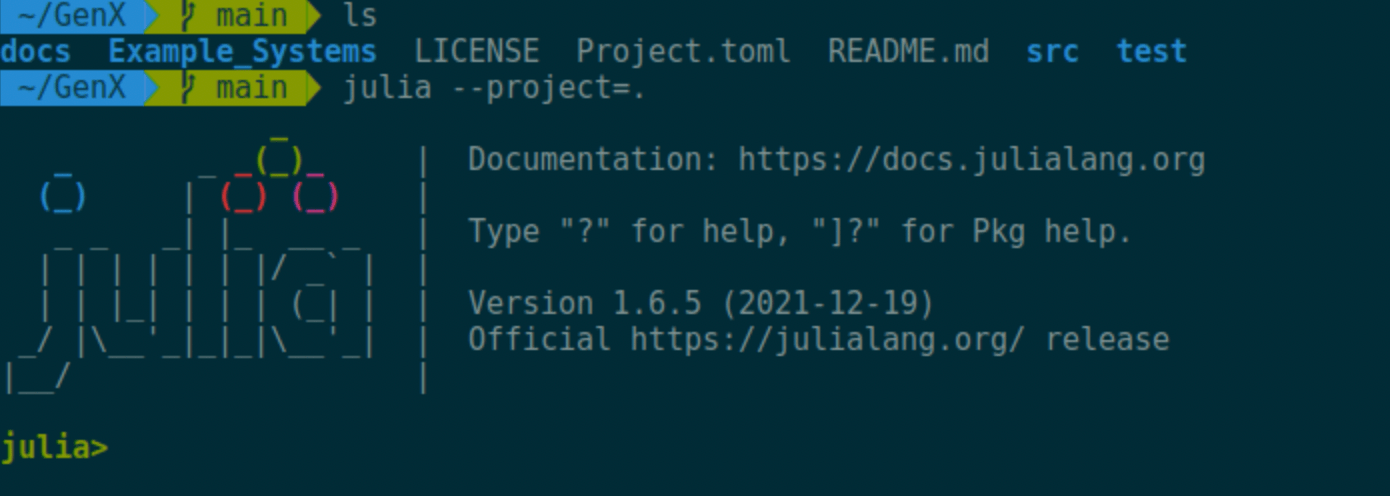 ~/GenX main ls
docs Example_Systems LICENSE Project.toml README.md src test
~/GenX main julia --project=.
               _
   _       _ _(_)_     |  Documentation: https://docs.julialang.org
  (_)     | (_) (_)    |
   _ _   _| |_  __ _   |  Type "?" for help, "]?" for Pkg help.
  | | | | | | |/ _` |  |
  | | |_| | | | (_| |  |  Version 1.6.5 (2021-12-19)
 _/ |\__'_|_|_|\__'_|  |  Official https://julialang.org/ release
|__/                   |
julia>